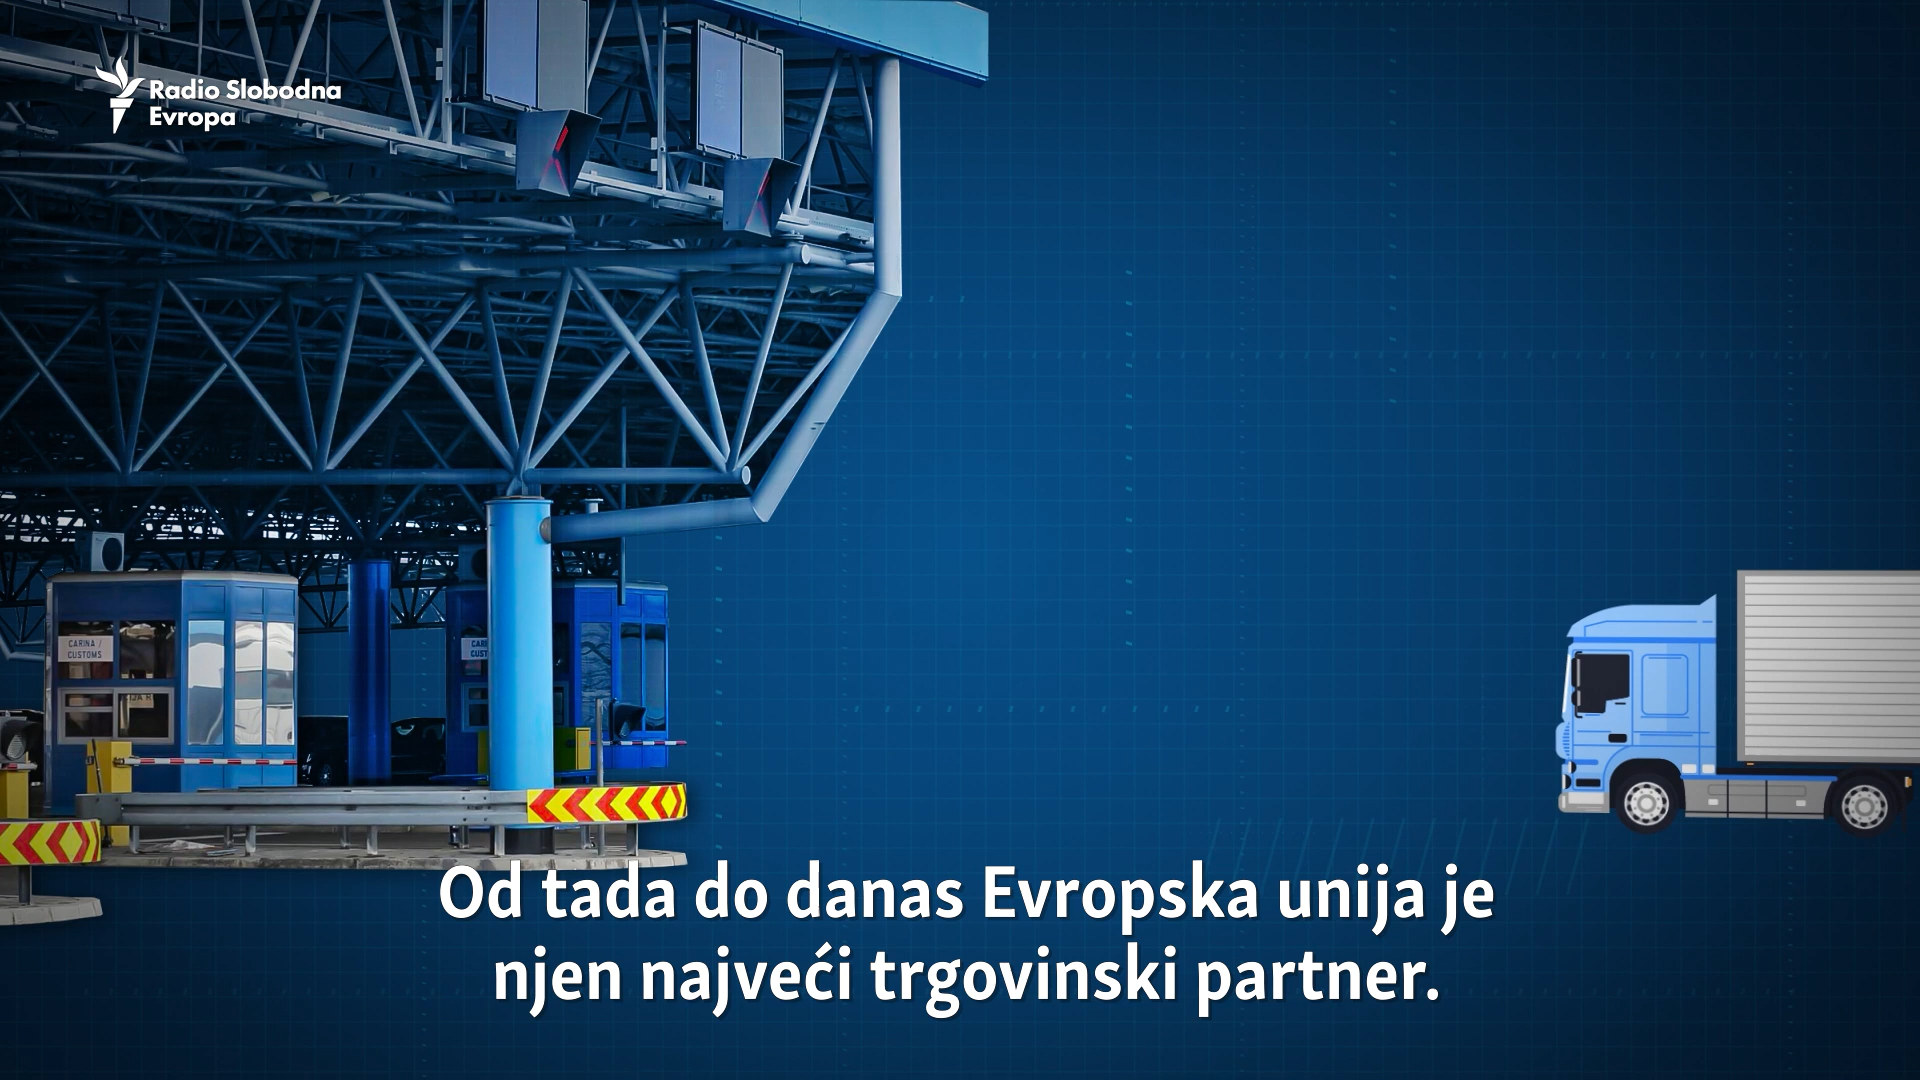 Radio Slobodna
Evropa
CARINA /
CUSTOMS
Od tada do danas Evropska unija je
njen najveći trgovinski partner.